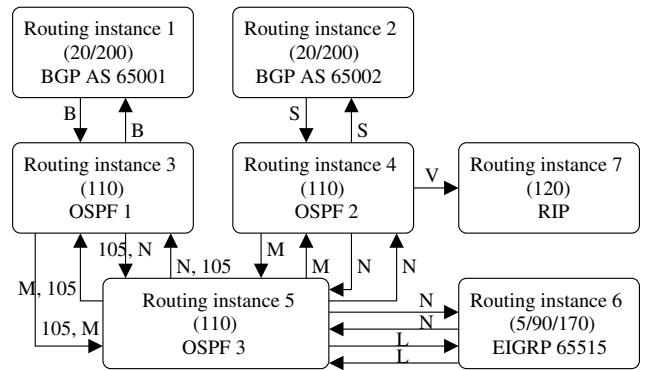 Routing instance 1
(20/200)
BGP AS 65001
Routing instance 2
(20/200)
BGP AS 65002
B
B
S
S
Routing instance 3
(110)
OSPF 1
Routing instance 4
(110)
OSPF 2
V
Routing instance 7
(120)
RIP
105, N
N, 105
M
M
N
N
M, 105
105, M
Routing instance 5
(110)
OSPF 3
N
N
L
L
Routing instance 6
(5/90/170)
EIGRP 65515